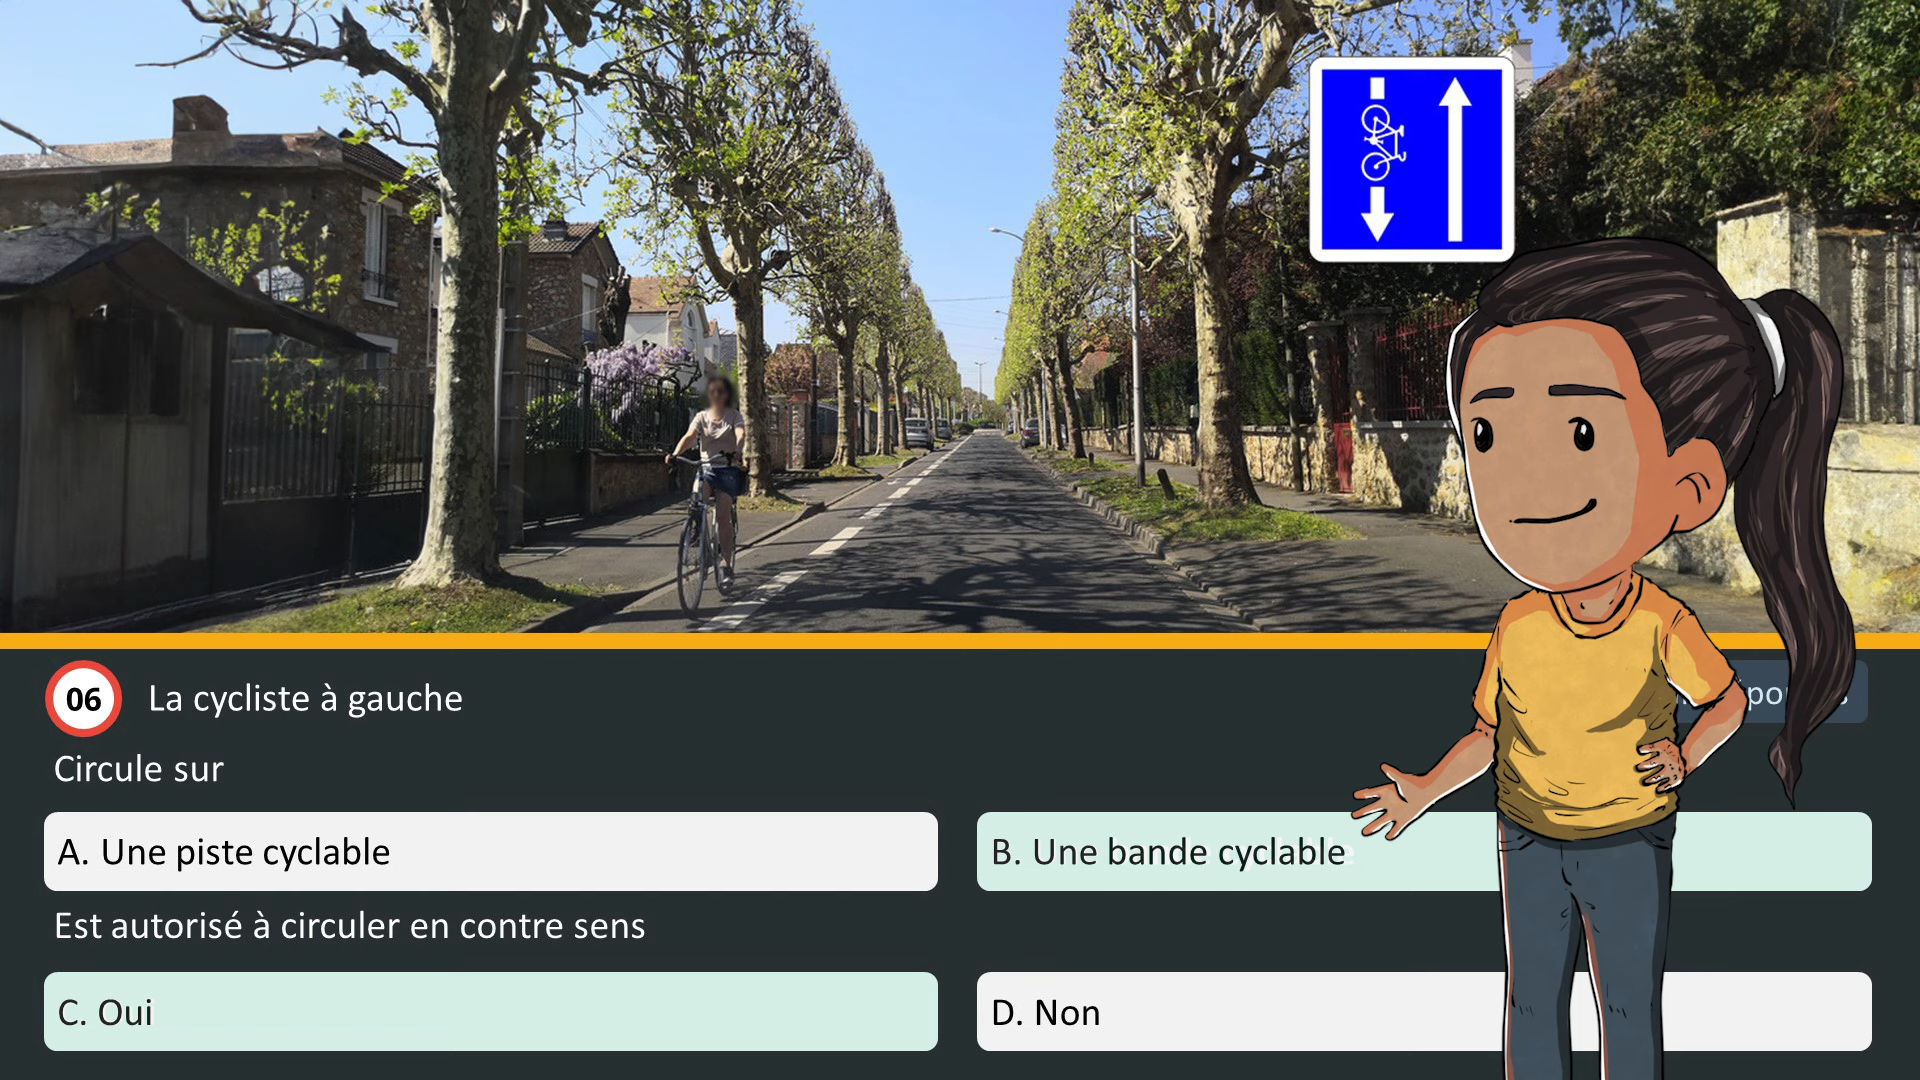 06 La cycliste à gauche
Circule sur
A. Une piste cyclable
B. Une bande cyclable
Est autorisé à circuler en contre sens
C. Oui
D. Non